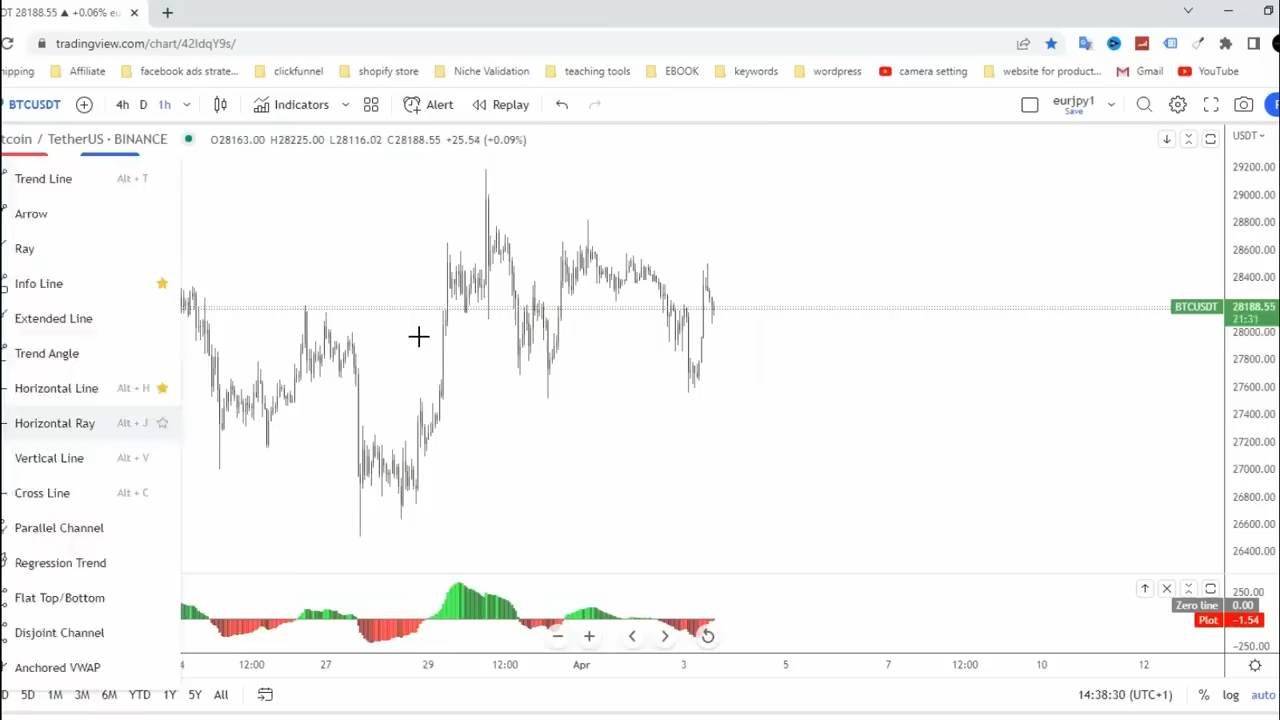 DT 28188.55 ▲ +0.06% eu
tradingview.com/chart/42IdqY9s/
hipping Affiliate facebook ads strate... clickfunnel shopify store Niche Validation teaching tools EBOOK keywords wordpress camera setting website for product... Gmail YouTube
BTCUSDT 4h D 1h Indicators Alert Replay eurjpy1
Save
tcoin / TetherUS · BINANCE O28163.00 H28225.00 L28116.02 C28188.55 +25.54 (+0.09%) USDT
Trend Line Alt + T
Arrow
Ray
Info Line
Extended Line
Trend Angle
Horizontal Line Alt + H
Horizontal Ray Alt + J
Vertical Line Alt + V
Cross Line Alt + C
Parallel Channel
Regression Trend
Flat Top/Bottom
Disjoint Channel
Anchored VWAP
29200.00
29000.00
28800.00
28600.00
28400.00
BTCUSDT 28188.55
21:31
28000.00
27800.00
27600.00
27400.00
27200.00
27000.00
26800.00
26600.00
26400.00
250.00
Zero line 0.00
Plot −1.54
−250.00
4 12:00 27 29 12:00 Apr 3 5 7 12:00 10 12
D 5D 1M 3M 6M YTD 1Y 5Y All 14:38:30 (UTC+1) % log auto